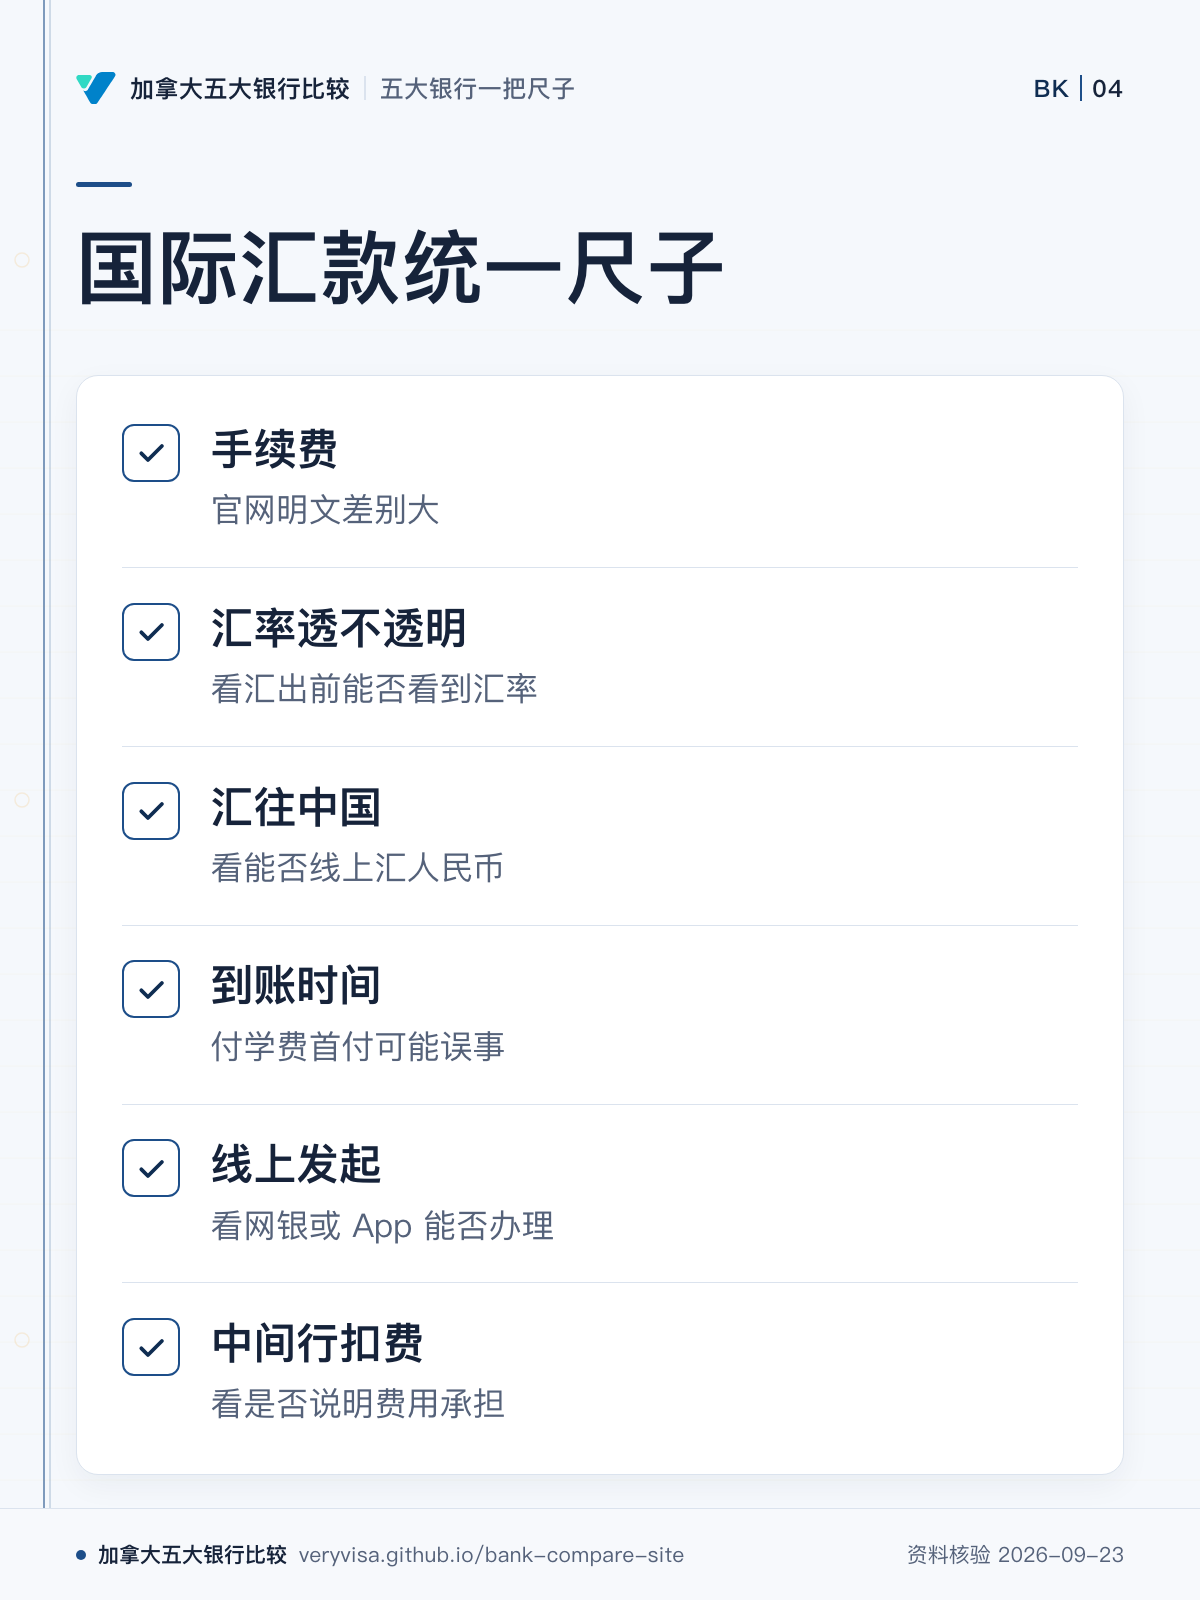 加拿大五大银行比较 | 五大银行一把尺子
BK | 04
国际汇款统一尺子
手续费
官网明文差别大
汇率透不透明
看汇出前能否看到汇率
汇往中国
看能否线上汇人民币
到账时间
付学费首付可能误事
线上发起
看网银或 App 能否办理
中间行扣费
看是否说明费用承担
加拿大五大银行比较 veryvisa.github.io/bank-compare-site
资料核验 2026-09-23